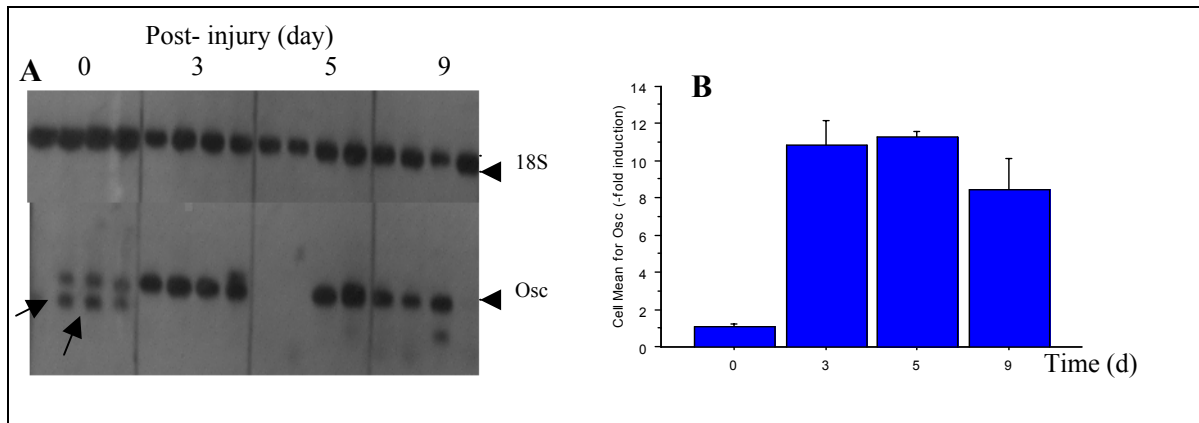 Post- injury (day)
A 0 3 5 9
18S
Osc
B
Cell Mean for Osc (-fold induction)
14
12
10
8
6
4
2
0
0 3 5 9 Time (d)